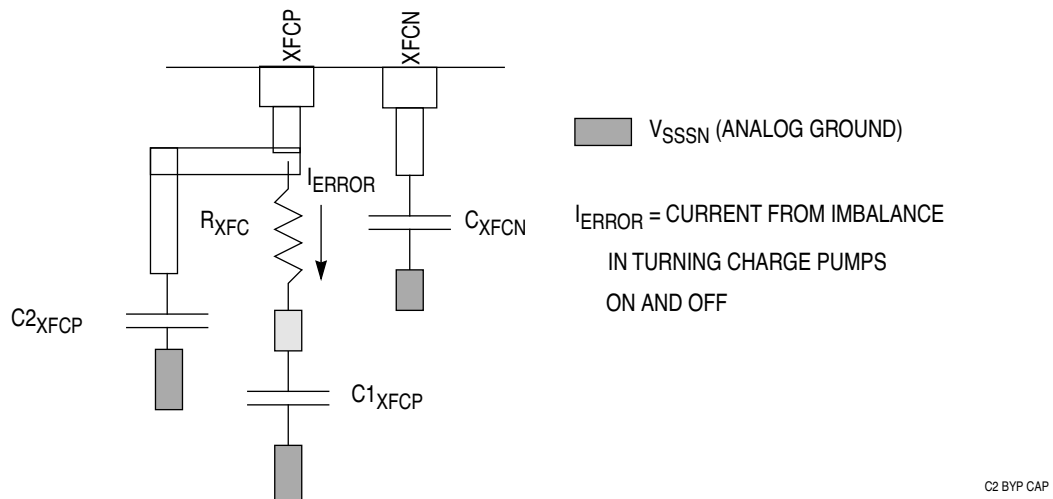 XFCP
XFCN
VSSSN (ANALOG GROUND)
IERROR
RXFC
CXFCN
IERROR = CURRENT FROM IMBALANCE
IN TURNING CHARGE PUMPS
ON AND OFF
C2XFCP
C1XFCP
C2 BYP CAP